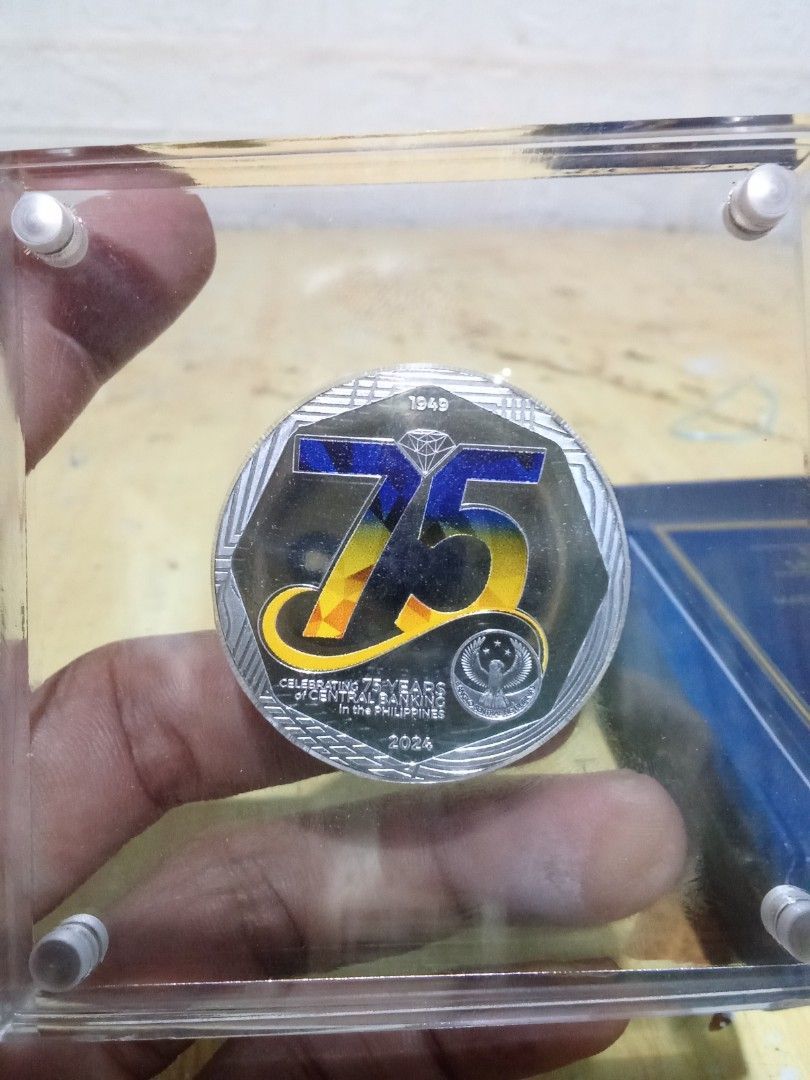 1949
75
CELEBRATING 75 YEARS
of CENTRAL BANKING
in the PHILIPPINES
2024